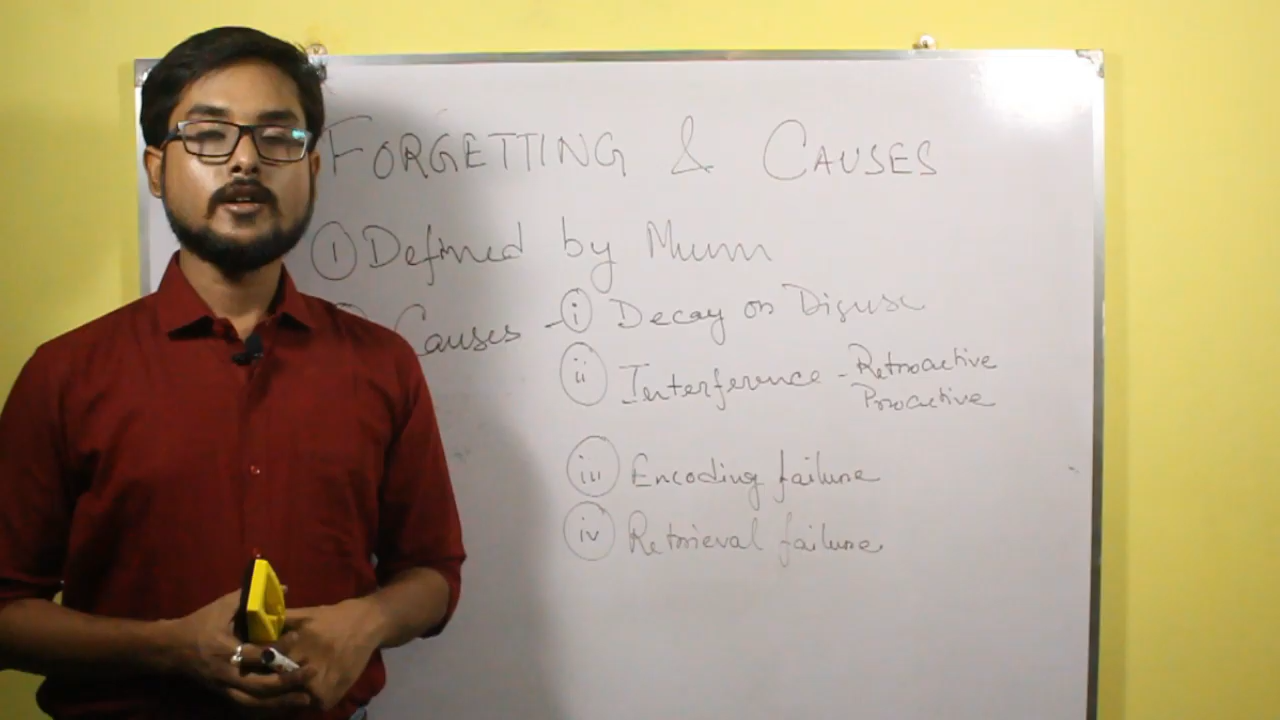 FORGETTING & CAUSES
① Defined by Munn
Causes - ⓘ Decay or Disuse
ⓘⓘ Interference - Retroactive
Proactive
iii Encoding failure
iv Retrieval failure